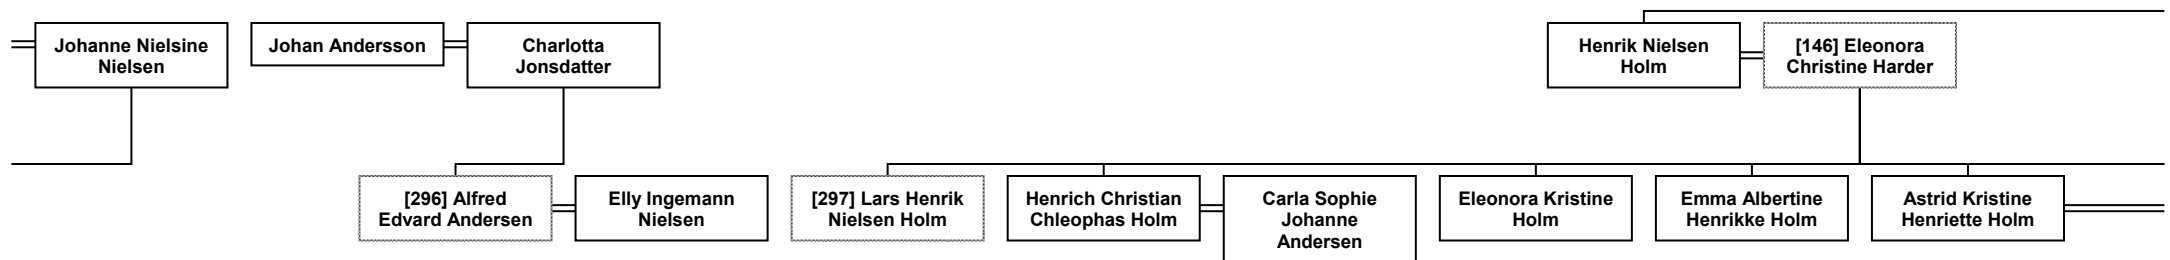 Johanne Nielsine
Nielsen
Johan Andersson
Charlotta
Jonsdatter
Henrik Nielsen
Holm
[146] Eleonora
Christine Harder
[296] Alfred
Edvard Andersen
Elly Ingemann
Nielsen
[297] Lars Henrik
Nielsen Holm
Henrich Christian
Chleophas Holm
Carla Sophie
Johanne
Andersen
Eleonora Kristine
Holm
Emma Albertine
Henrikke Holm
Astrid Kristine
Henriette Holm